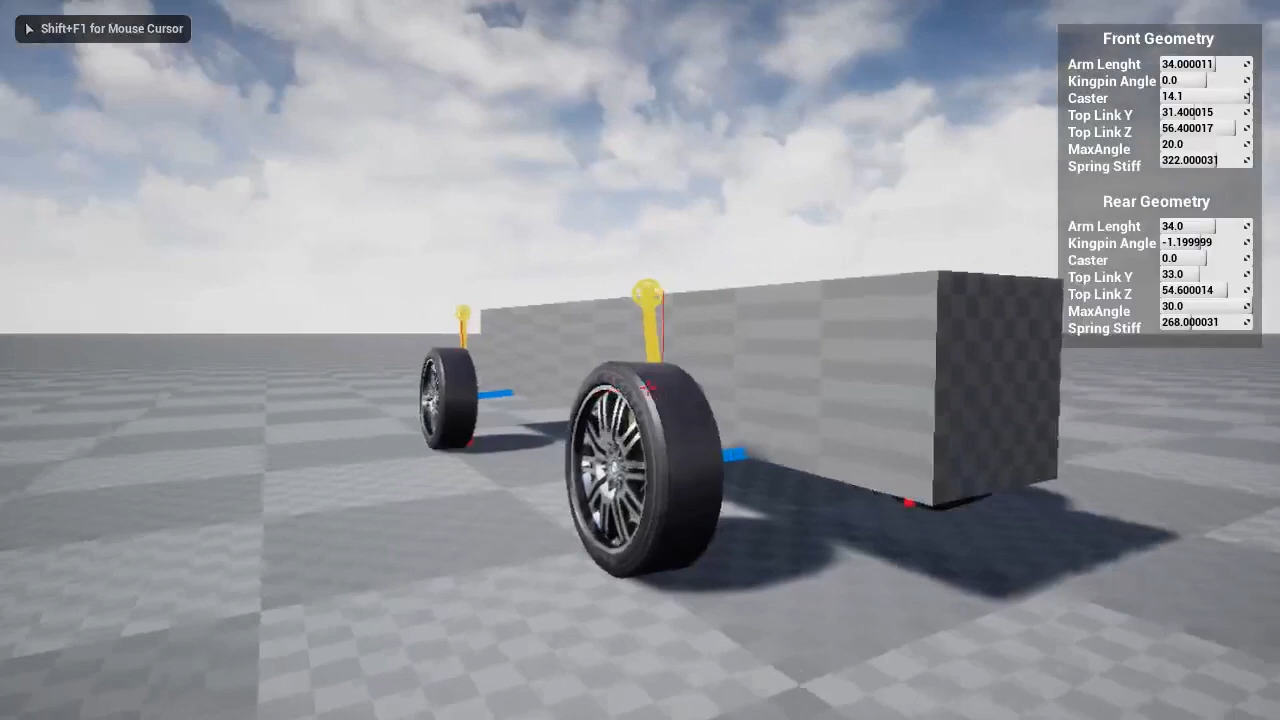 Shift+F1 for Mouse Cursor
Front Geometry
Arm Lenght 34.000011
Kingpin Angle 0.0
Caster 14.1
Top Link Y 31.400015
Top Link Z 56.400017
MaxAngle 20.0
Spring Stiff 322.000031
Rear Geometry
Arm Lenght 34.0
Kingpin Angle -1.199999
Caster 0.0
Top Link Y 33.0
Top Link Z 54.600014
MaxAngle 30.0
Spring Stiff 268.000031